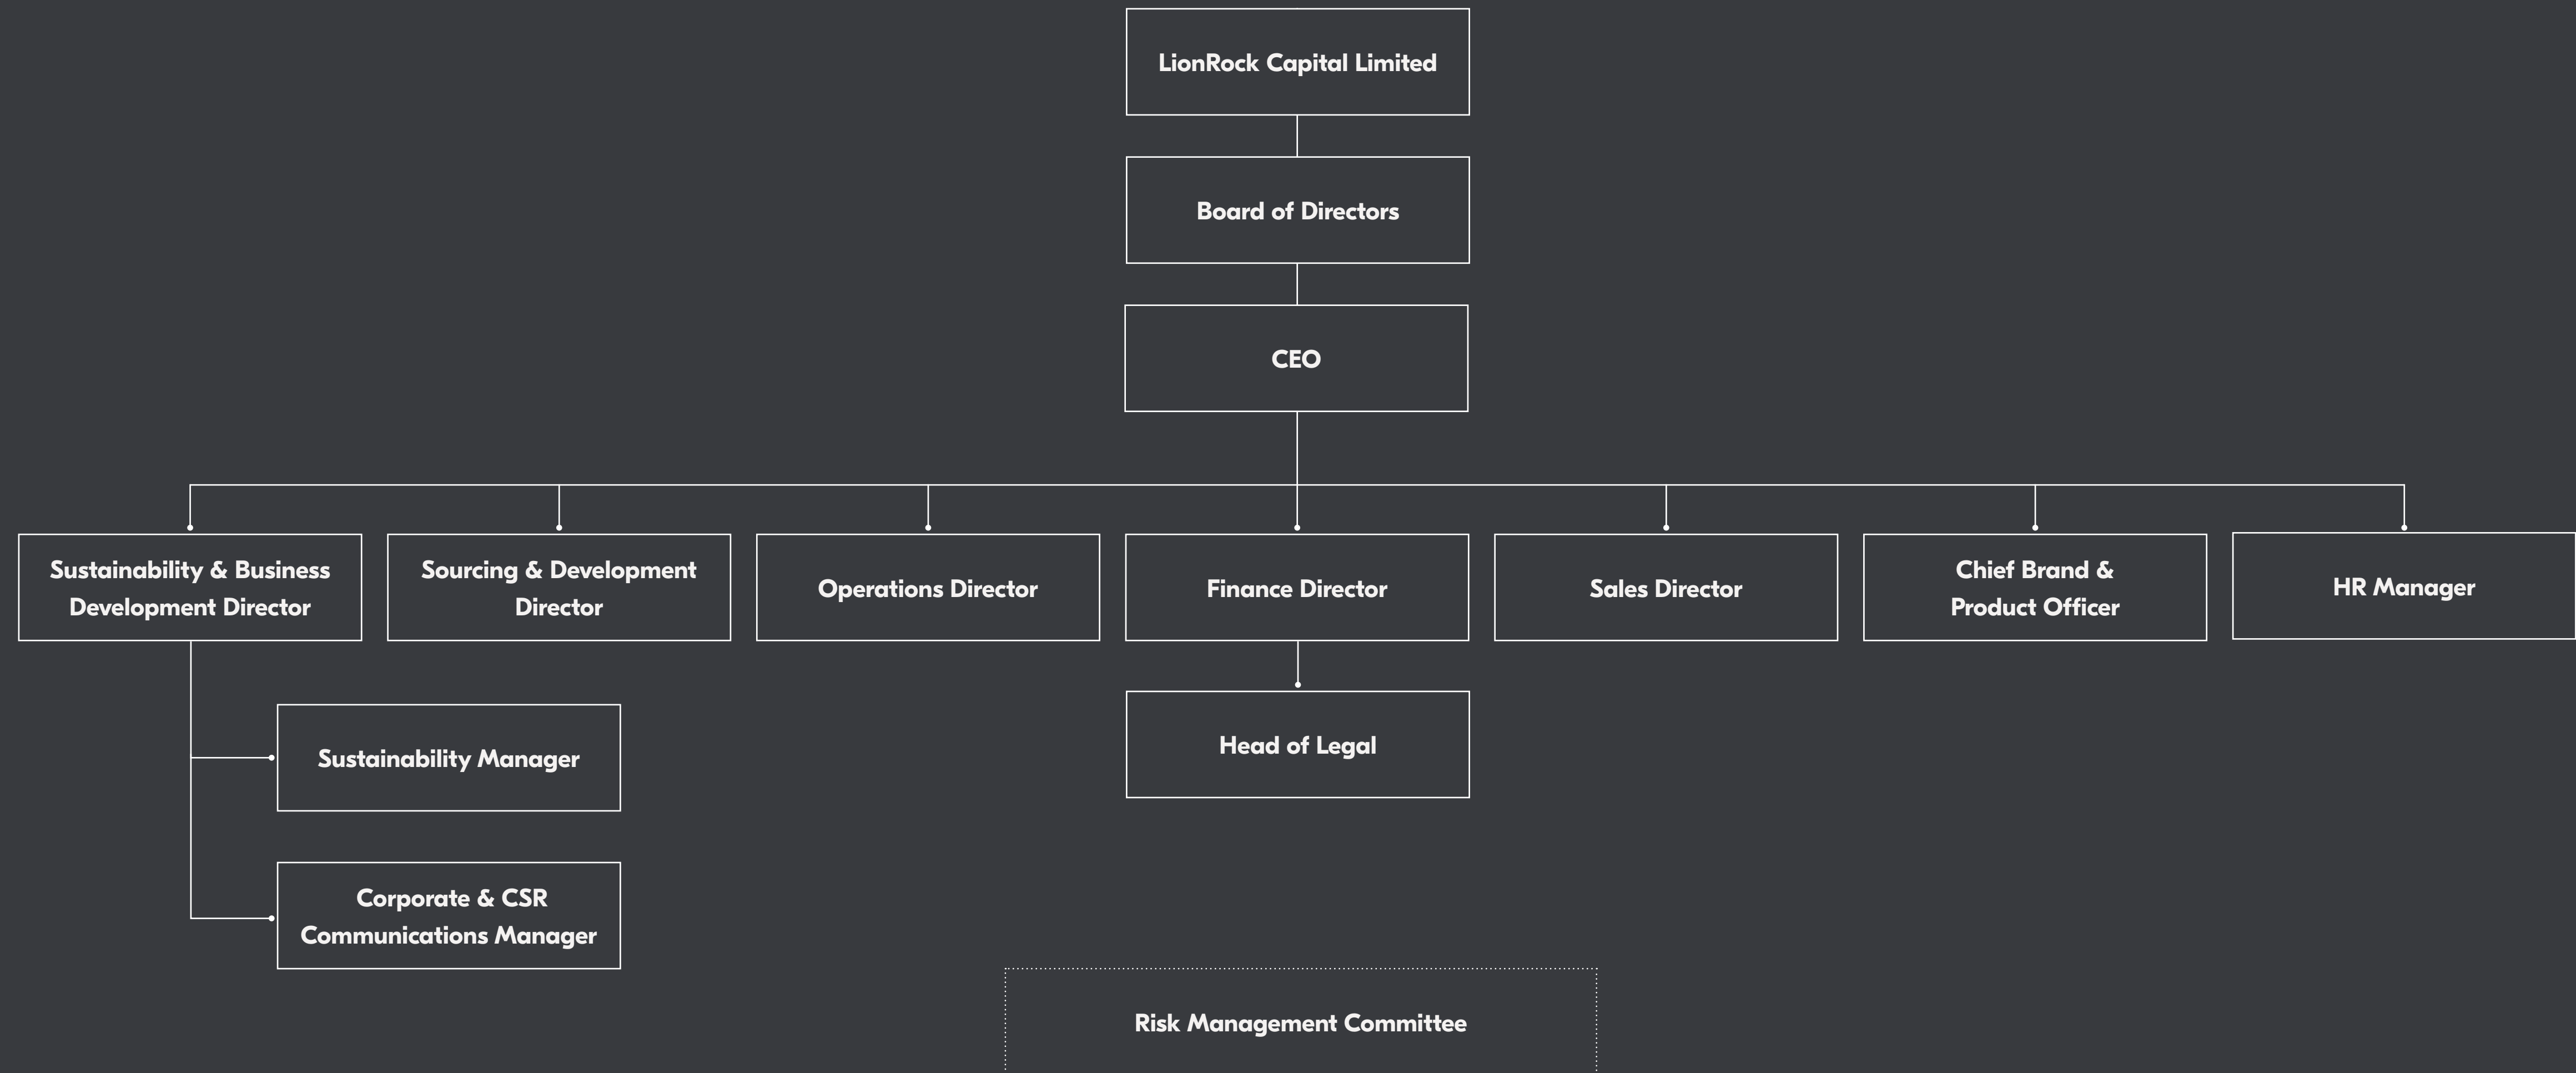 LionRock Capital Limited
Board of Directors
CEO
Sustainability & Business
Development Director
Sourcing & Development
Director
Operations Director
Finance Director
Sales Director
Chief Brand &
Product Officer
HR Manager
Sustainability Manager
Head of Legal
Corporate & CSR
Communications Manager
Risk Management Committee